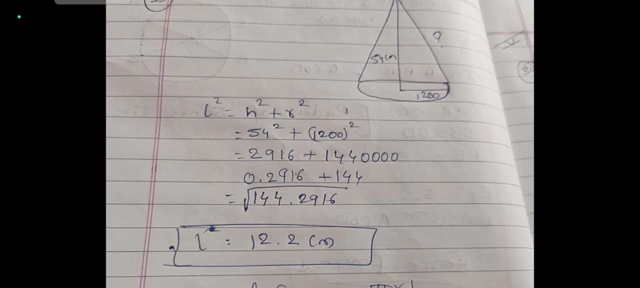 ?
54cm
1200
l² = h² + r²
= 54² + (1200)²
= 2916 + 1440000
0.2916 + 144
= √144.2916
l = 12.2 cm